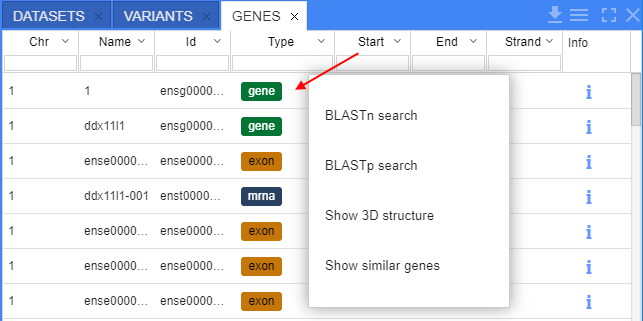 DATASETS VARIANTS GENES
Chr Name Id Type Start End Strand Info
1 1 ensg0000... gene
1 ddx11l1 ensg0000... gene
1 ense0000... ense0000... exon
1 ddx11l1-001 enst0000... mrna
1 ense0000... ense0000... exon
1 ense0000... ense0000... exon
1 ense0000... ense0000... exon
BLASTn search
BLASTp search
Show 3D structure
Show similar genes